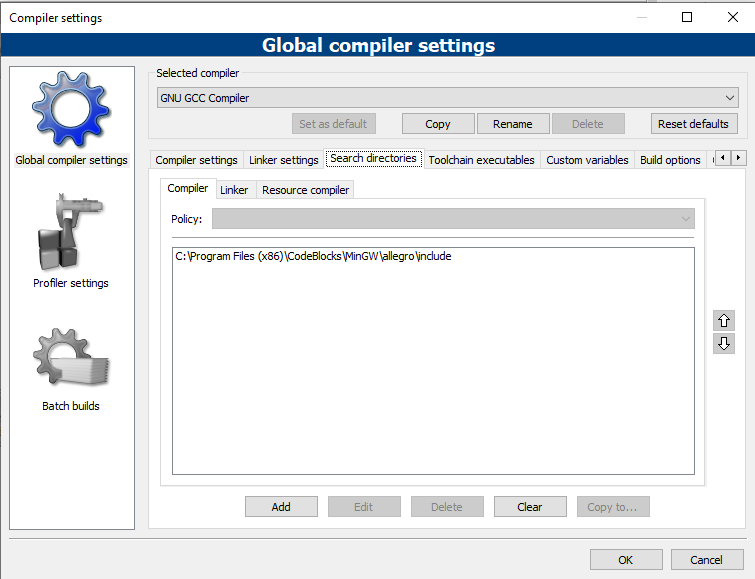 Compiler settings
Global compiler settings
Global compiler settings
Profiler settings
Batch builds
Selected compiler
GNU GCC Compiler
Set as default Copy Rename Delete Reset defaults
Compiler settings Linker settings Search directories Toolchain executables Custom variables Build options
Compiler Linker Resource compiler
Policy:
C:\Program Files (x86)\CodeBlocks\MinGW\allegro\include
Add Edit Delete Clear Copy to...
OK Cancel